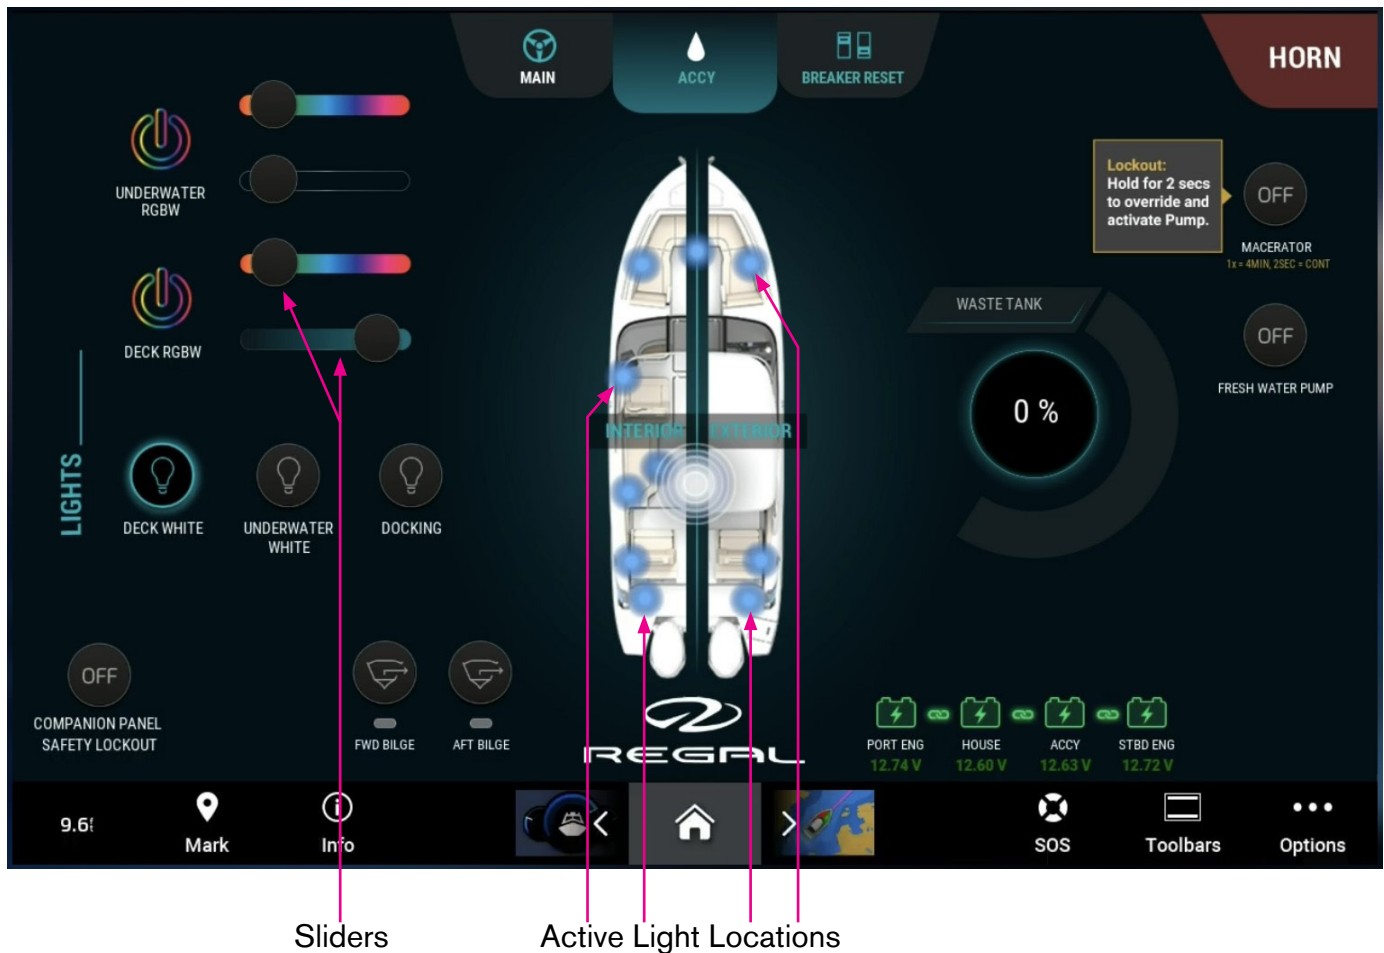 MAIN
ACCY
BREAKER RESET
HORN
UNDERWATER
RGBW
DECK RGBW
LIGHTS
DECK WHITE
UNDERWATER
WHITE
DOCKING
OFF
COMPANION PANEL
SAFETY LOCKOUT
FWD BILGE
AFT BILGE
INTERIOR
EXTERIOR
REGAL
Lockout:
Hold for 2 secs
to override and
activate Pump.
OFF
MACERATOR
1x = 4MIN, 2SEC = CONT
WASTE TANK
0 %
OFF
FRESH WATER PUMP
PORT ENG
12.74 V
HOUSE
12.60 V
ACCY
12.63 V
STBD ENG
12.72 V
9.6
Mark
Info
SOS
Toolbars
Options
Sliders
Active Light Locations